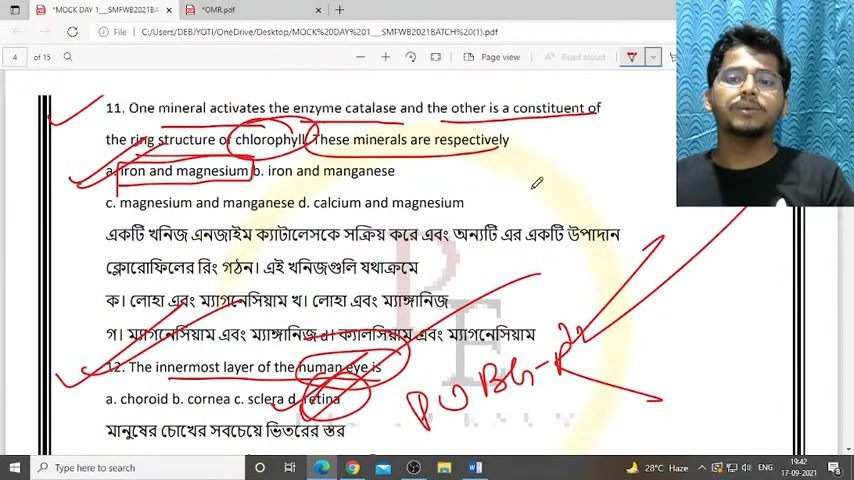 *MOCK DAY 1___SMFWB2021BATCH
*OMR.pdf
File
C:/Users/DEBJYOTI/OneDrive/Desktop/MOCK%20DAY%201___SMFWB2021BATCH%20(1).pdf
4 of 15
Page view
Read aloud
11. One mineral activates the enzyme catalase and the other is a constituent of
the ring structure of chlorophyll. These minerals are respectively
a. iron and magnesium b. iron and manganese
c. magnesium and manganese d. calcium and magnesium
একটি খনিজ এনজাইম ক্যাটালেসকে সক্রিয় করে এবং অন্যটি এর একটি উপাদান
ক্লোরোফিলের রিং গঠন। এই খনিজগুলি যথাক্রমে
ক। লোহা এবং ম্যাগনেসিয়াম খ। লোহা এবং ম্যাঙ্গানিজ
গ। ম্যাগনেসিয়াম এবং ম্যাঙ্গানিজ d। ক্যালসিয়াম এবং ম্যাগনেসিয়াম
12. The innermost layer of the human eye is
a. choroid b. cornea c. sclera d. retina
মানুষের চোখের সবচেয়ে ভিতরের স্তর
Type here to search
28°C Haze
ENG
19:42
17-09-2021